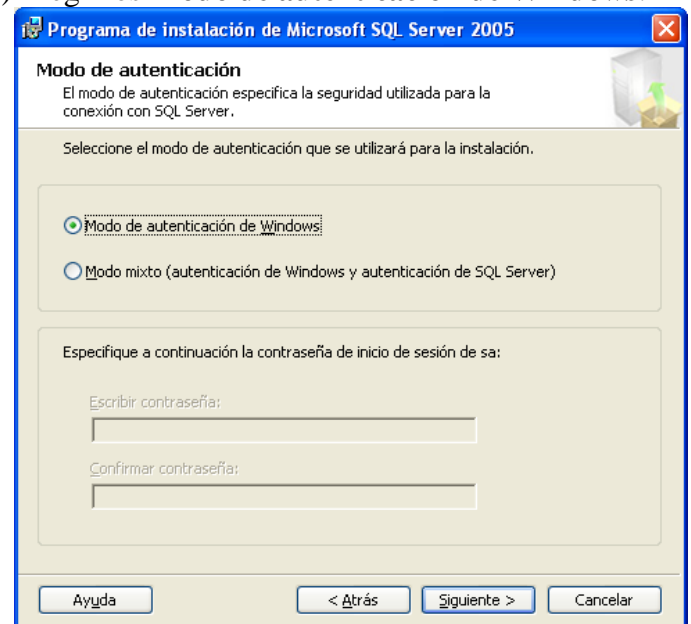 Programa de instalación de Microsoft SQL Server 2005
Modo de autenticación
El modo de autenticación especifica la seguridad utilizada para la
conexión con SQL Server.
Seleccione el modo de autenticación que se utilizará para la instalación.
Modo de autenticación de Windows
Modo mixto (autenticación de Windows y autenticación de SQL Server)
Especifique a continuación la contraseña de inicio de sesión de sa:
Escribir contraseña:
Confirmar contraseña:
Ayuda
< Atrás
Siguiente >
Cancelar